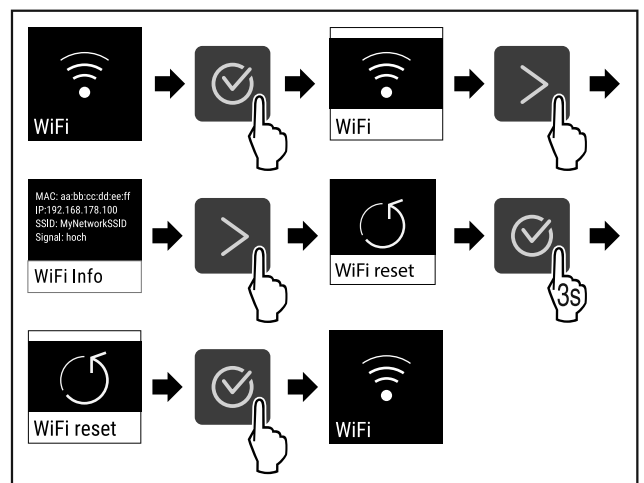 WiFi
WiFi
MAC: aa:bb:cc:dd:ee:ff
IP:192.168.178.100
SSID: MyNetworkSSID
Signal: hoch
WiFi Info
WiFi reset
3s
WiFi reset
WiFi